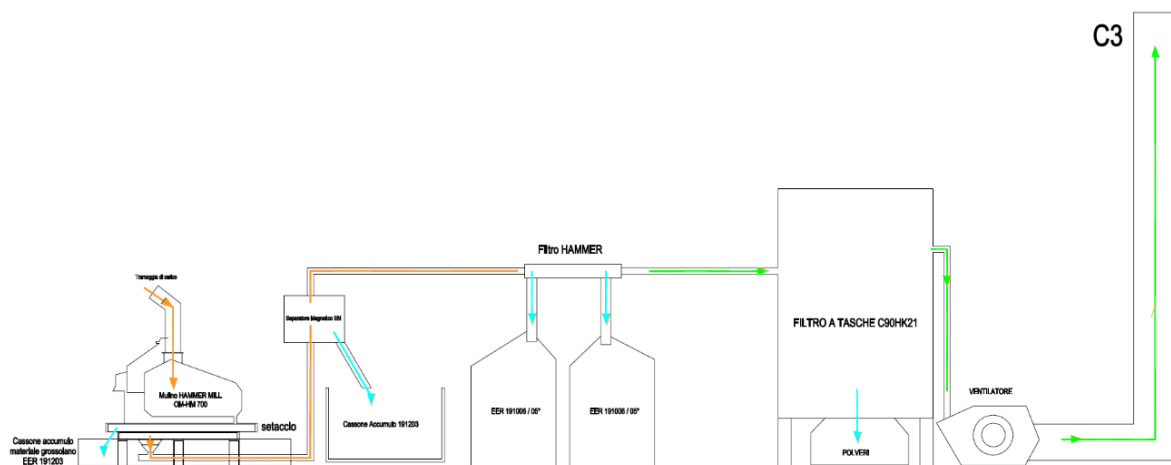 C3
Filtro HAMMER
Tramoggia di carico
Separatore Magnetico SM
FILTRO A TASCHE C90HK21
VENTILATORE
Mulino HAMMER MILL
OM-HM 700
EER 191006 / 05*
EER 191006 / 05*
setaccio
Cassone Accumulo 191203
Cassone accumulo
materiale grossolano
EER 191203
POLVERI